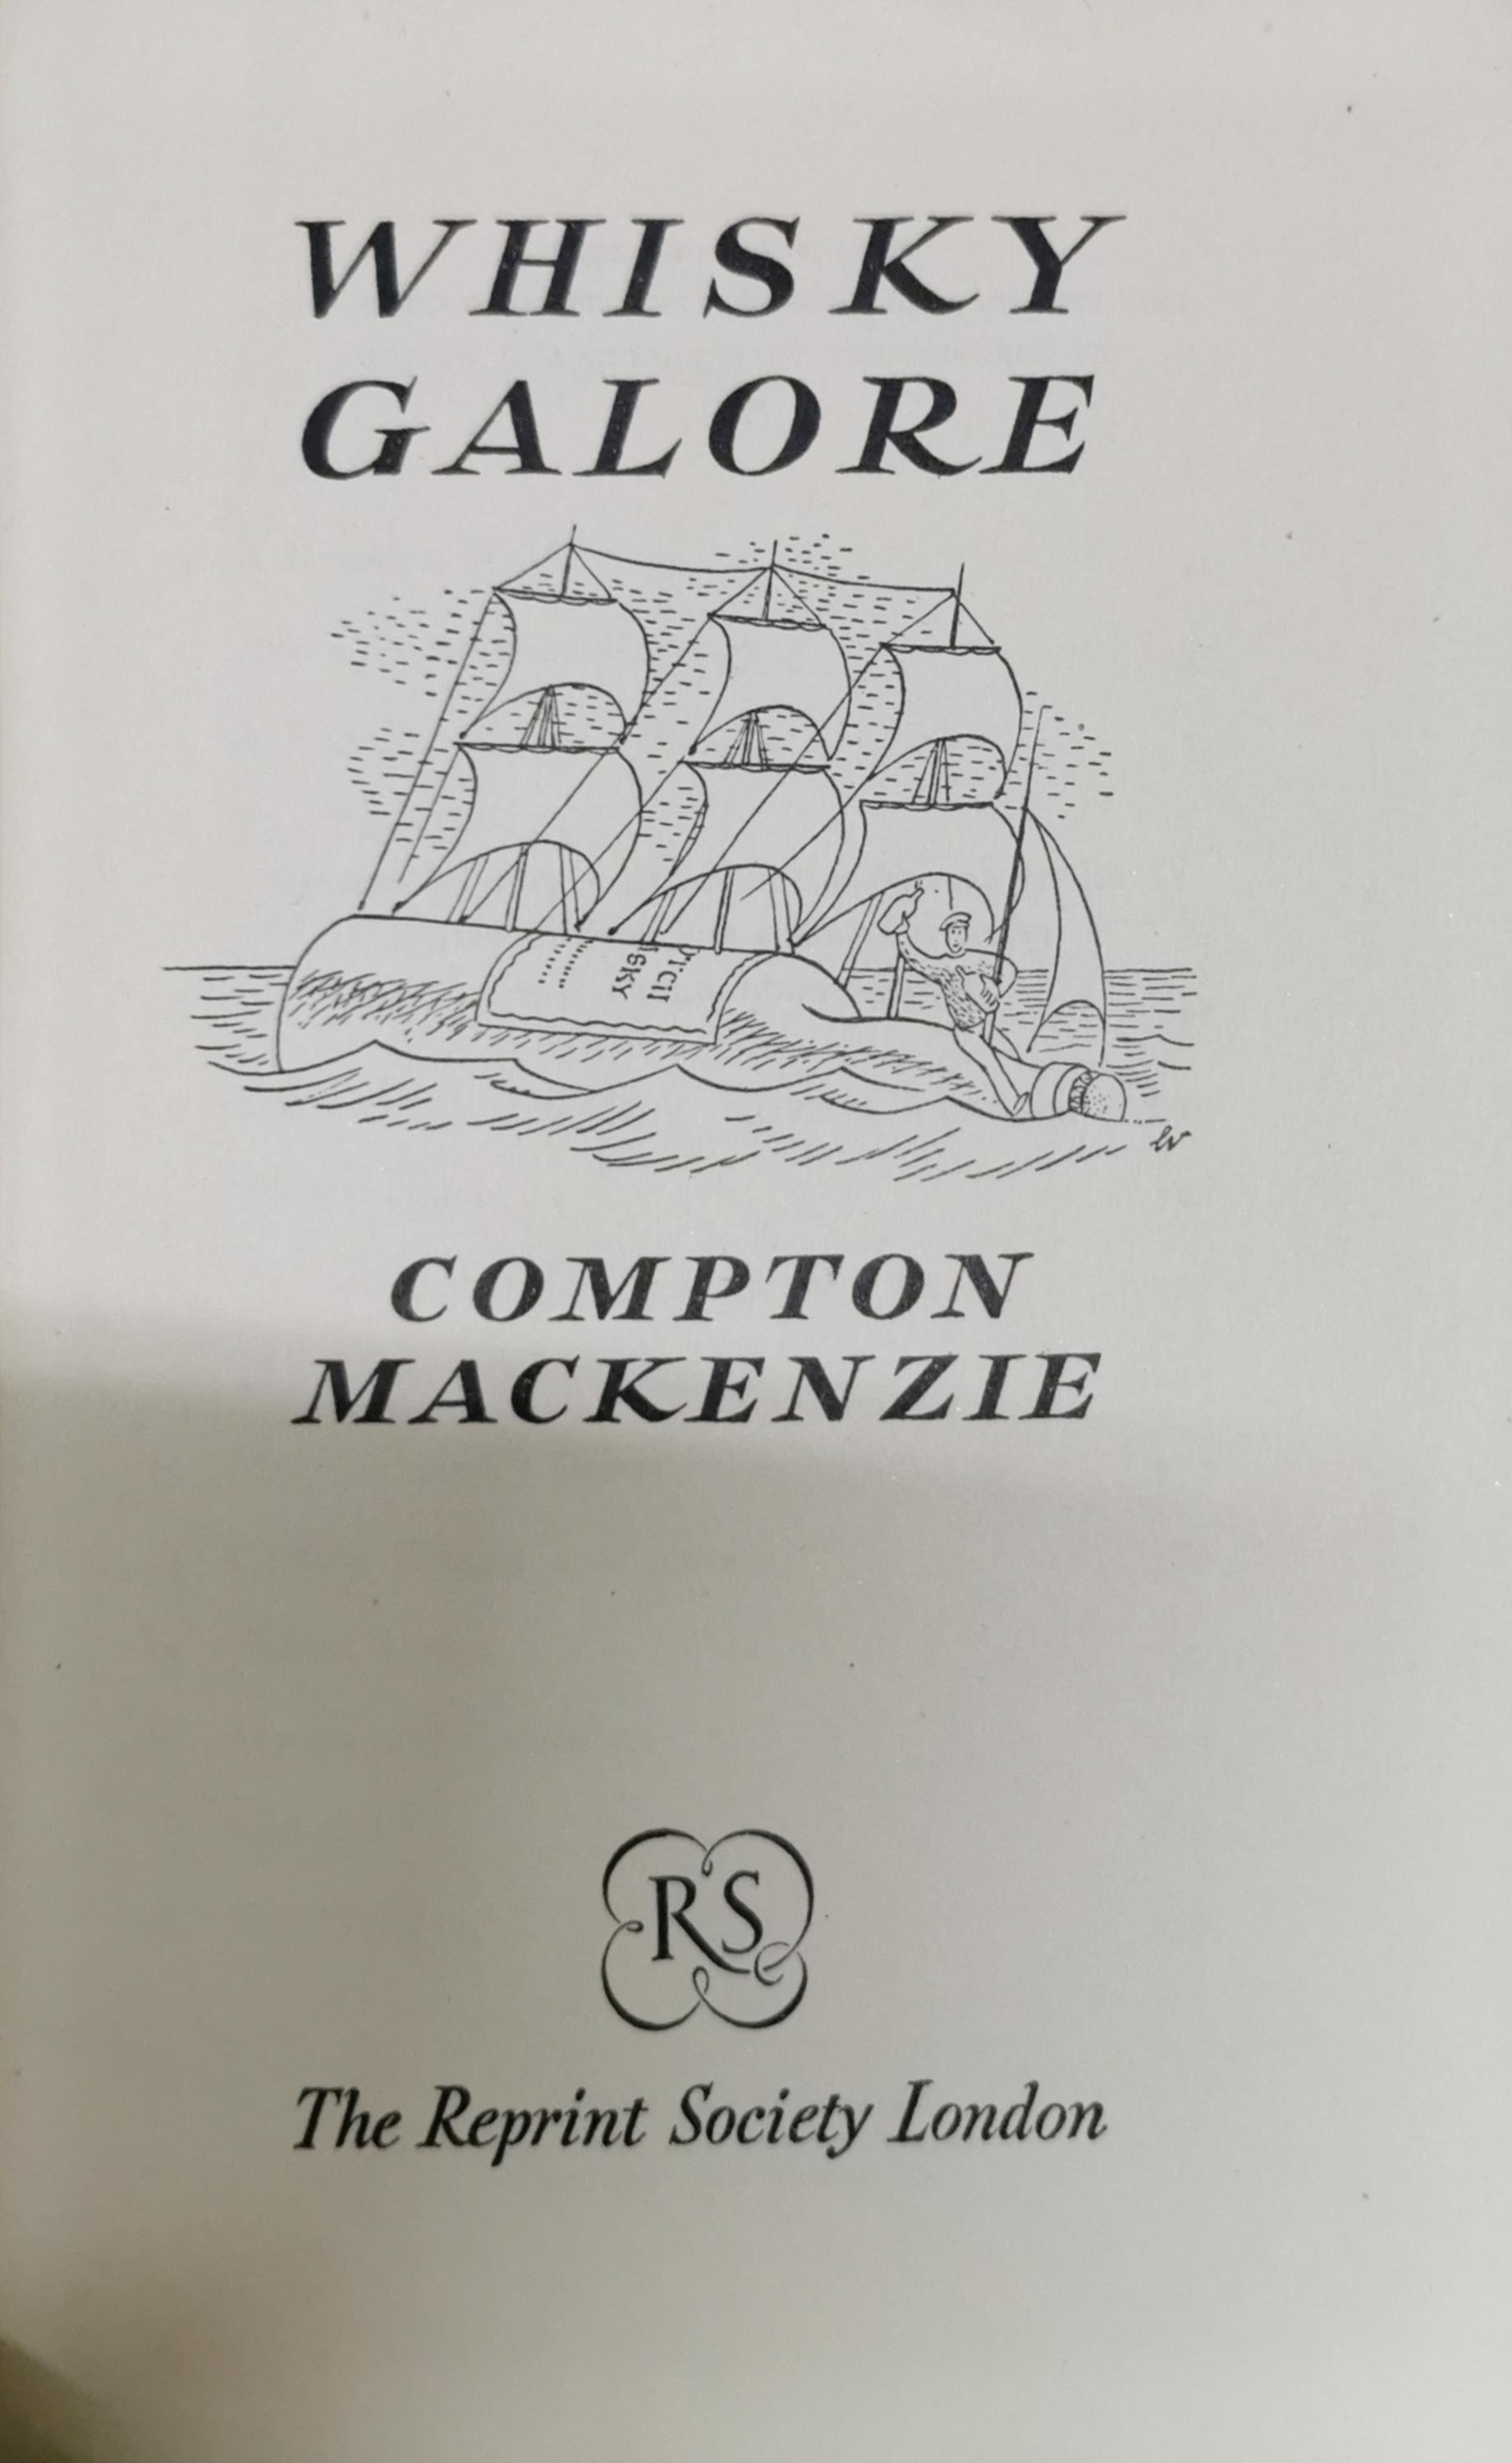 WHISKY
GALORE
COMPTON
MACKENZIE
RS
The Reprint Society London